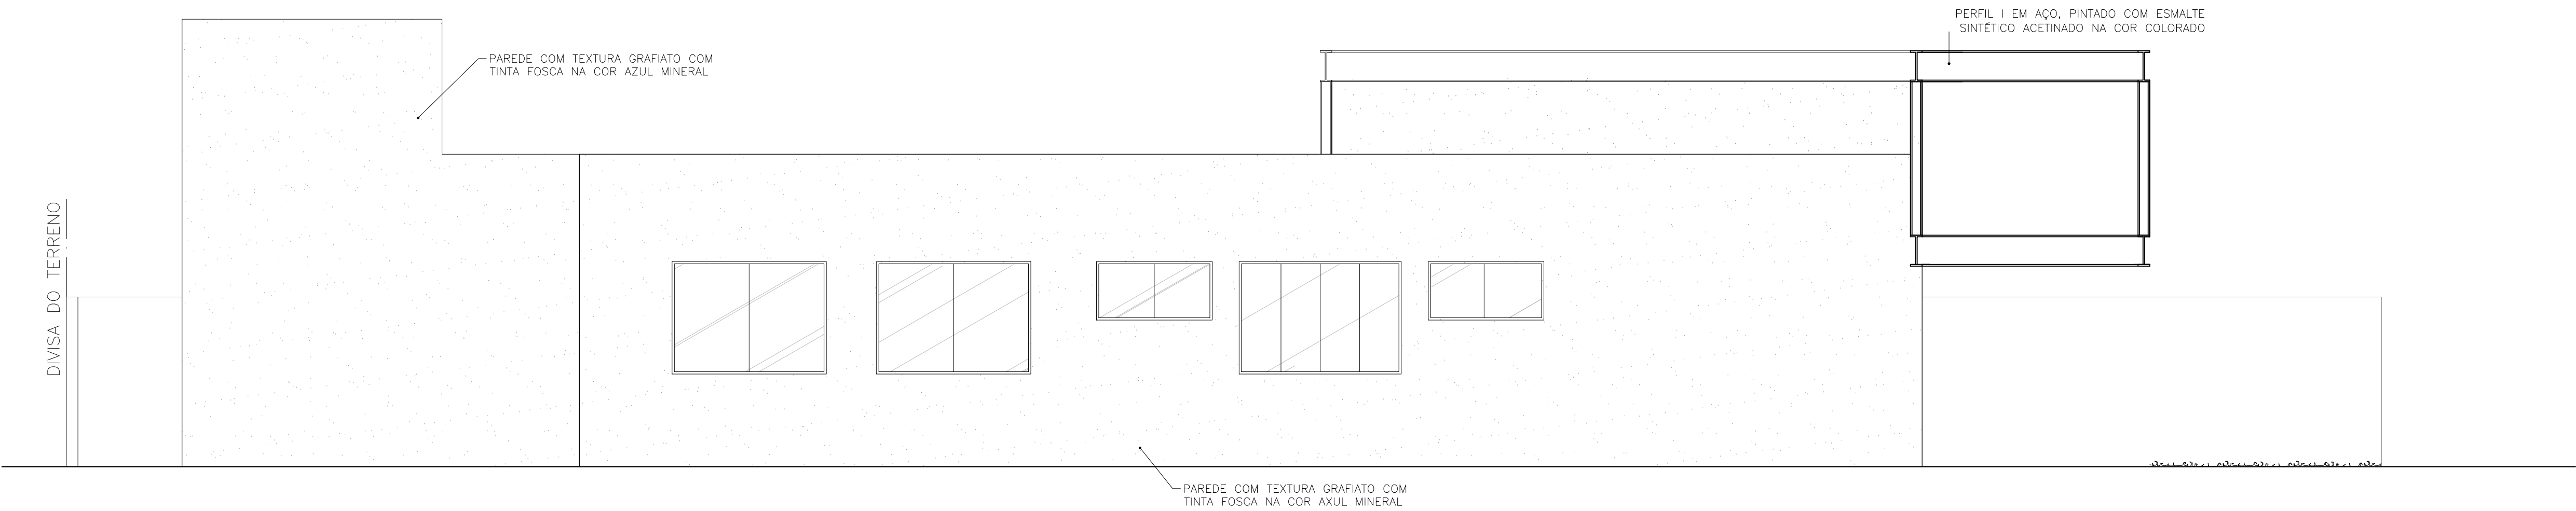 PERFIL I EM AÇO, PINTADO COM ESMALTE
SINTÉTICO ACETINADO NA COR COLORADO
PAREDE COM TEXTURA GRAFIATO COM
TINTA FOSCA NA COR AZUL MINERAL
DIVISA DO TERRENO
PAREDE COM TEXTURA GRAFIATO COM
TINTA FOSCA NA COR AXUL MINERAL